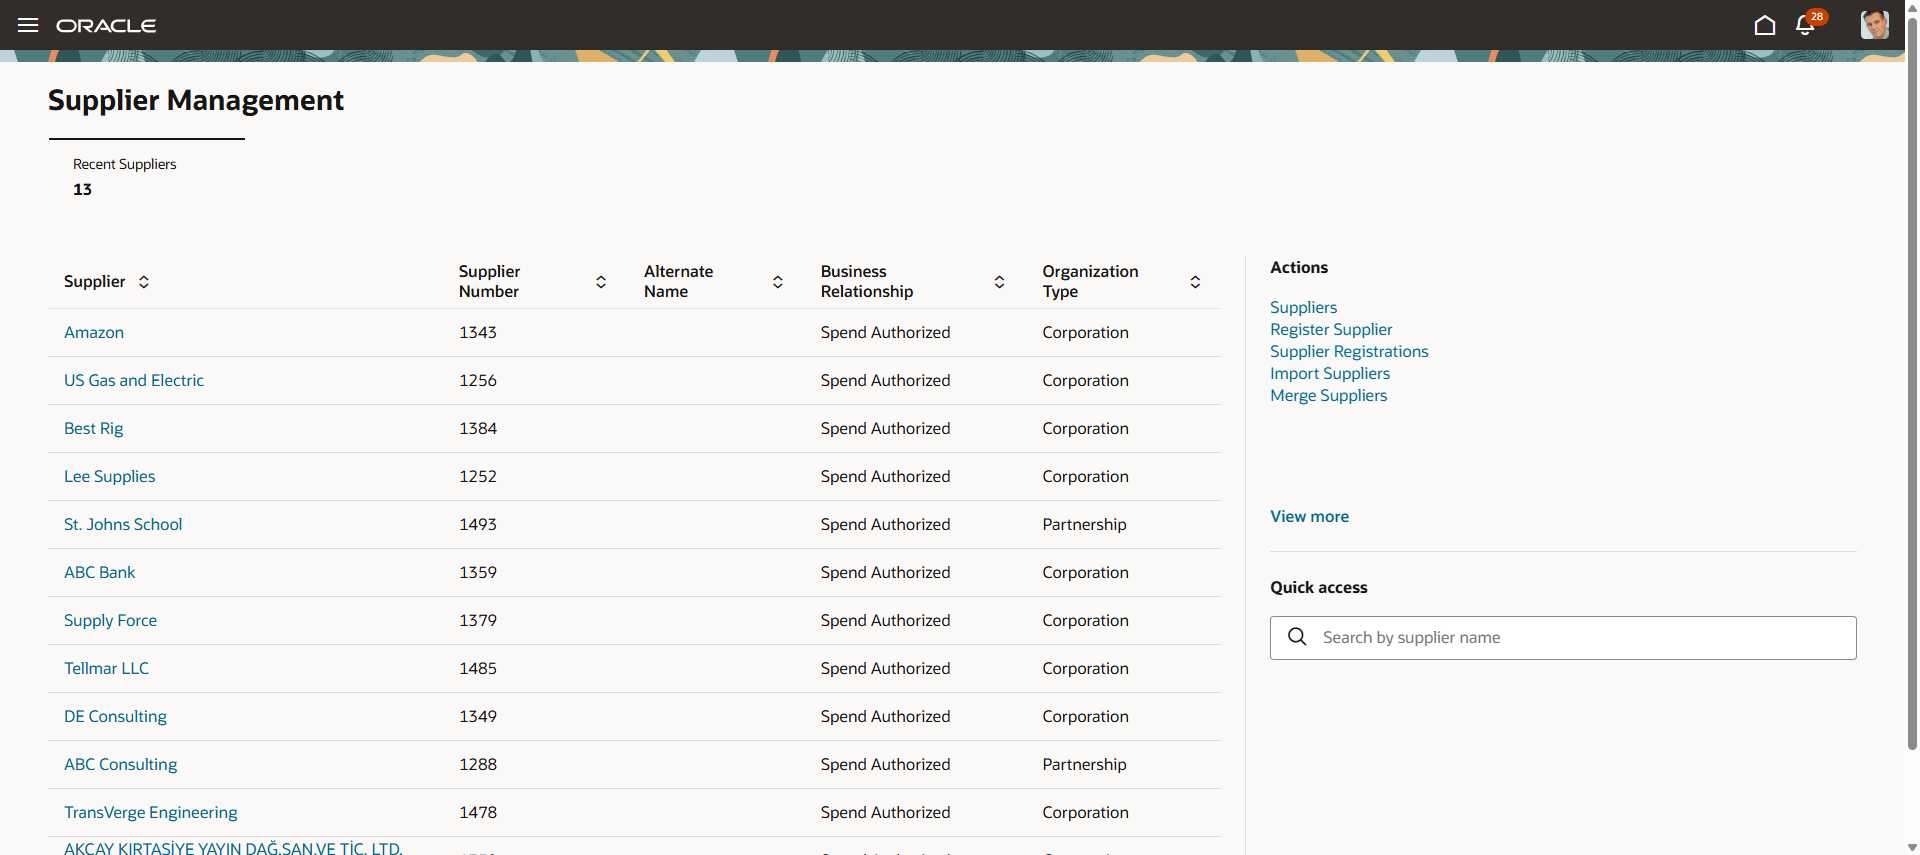 ORACLE
28
Supplier Management
Recent Suppliers
13
Supplier
Supplier Number
Alternate Name
Business Relationship
Organization Type
Amazon 1343 Spend Authorized Corporation
US Gas and Electric 1256 Spend Authorized Corporation
Best Rig 1384 Spend Authorized Corporation
Lee Supplies 1252 Spend Authorized Corporation
St. Johns School 1493 Spend Authorized Partnership
ABC Bank 1359 Spend Authorized Corporation
Supply Force 1379 Spend Authorized Corporation
Tellmar LLC 1485 Spend Authorized Corporation
DE Consulting 1349 Spend Authorized Corporation
ABC Consulting 1288 Spend Authorized Partnership
TransVerge Engineering 1478 Spend Authorized Corporation
AKÇAY KIRTASİYE YAYIN DAĞ.SAN.VE TİC. LTD.
Actions
Suppliers
Register Supplier
Supplier Registrations
Import Suppliers
Merge Suppliers
View more
Quick access
Search by supplier name